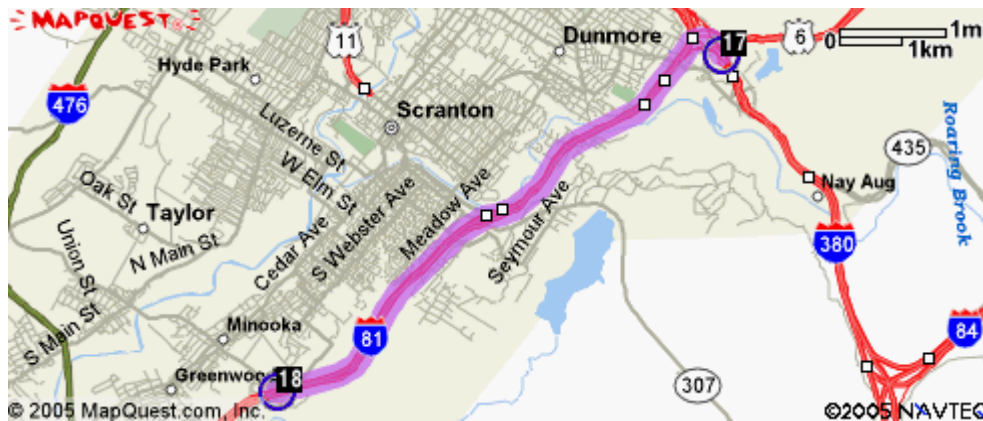 MAPQUEST
11
Dunmore
17
6
1m
1km
Hyde Park
476
Scranton
Luzerne St
W Elm St
Roaring Brook
435
Oak St
Taylor
Nay Aug
Union St
N Main St
Cedar Ave
S Webster Ave
Meadow Ave
Seymour Ave
380
S Main St
Minooka
81
84
Greenwoo
18
307
© 2005 MapQuest.com, Inc.
©2005 NAVTEQ
0